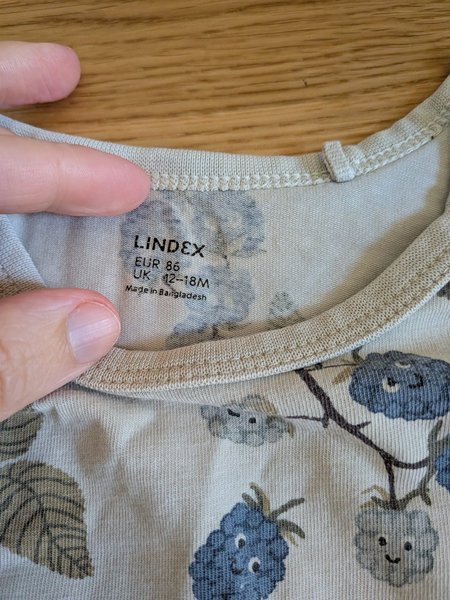 LINDEX
EUR 86
UK 12-18M
Made in Bangladesh